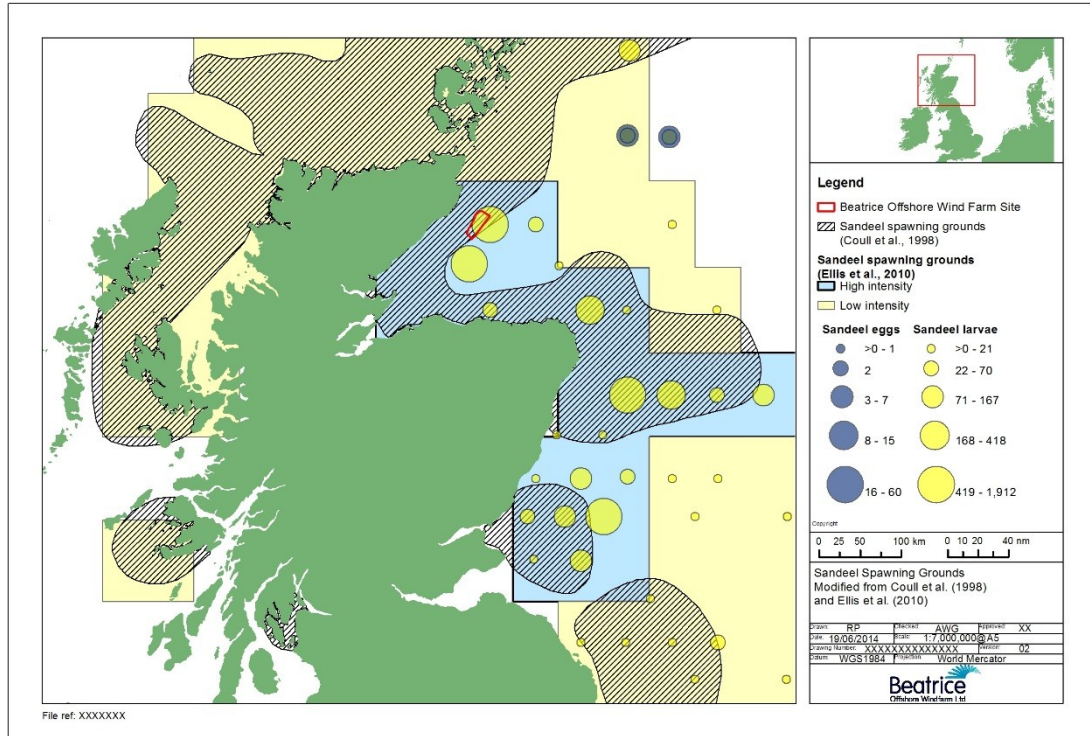 Legend
Beatrice Offshore Wind Farm Site
Sandeel spawning grounds
(Coull et al., 1998)
Sandeel spawning grounds
(Ellis et al., 2010)
High intensity
Low intensity
Sandeel eggs Sandeel larvae
>0 - 1 >0 - 21
2 22 - 70
3 - 7 71 - 167
8 - 15 168 - 418
16 - 60 419 - 1,912
Copyright
0 25 50 100 km 0 10 20 40 nm
Sandeel Spawning Grounds
Modified from Coull et al. (1998)
and Ellis et al. (2010)
Drawn: RP Checked: AWG Approved: XX
Date: 19/06/2014 Scale: 1:7,000,000@A5
Drawing Number: XXXXXXXXXXXXXX Version: 02
Datum: WGS1984 Projection: World Mercator
Beatrice
Offshore Windfarm Ltd
File ref: XXXXXXX